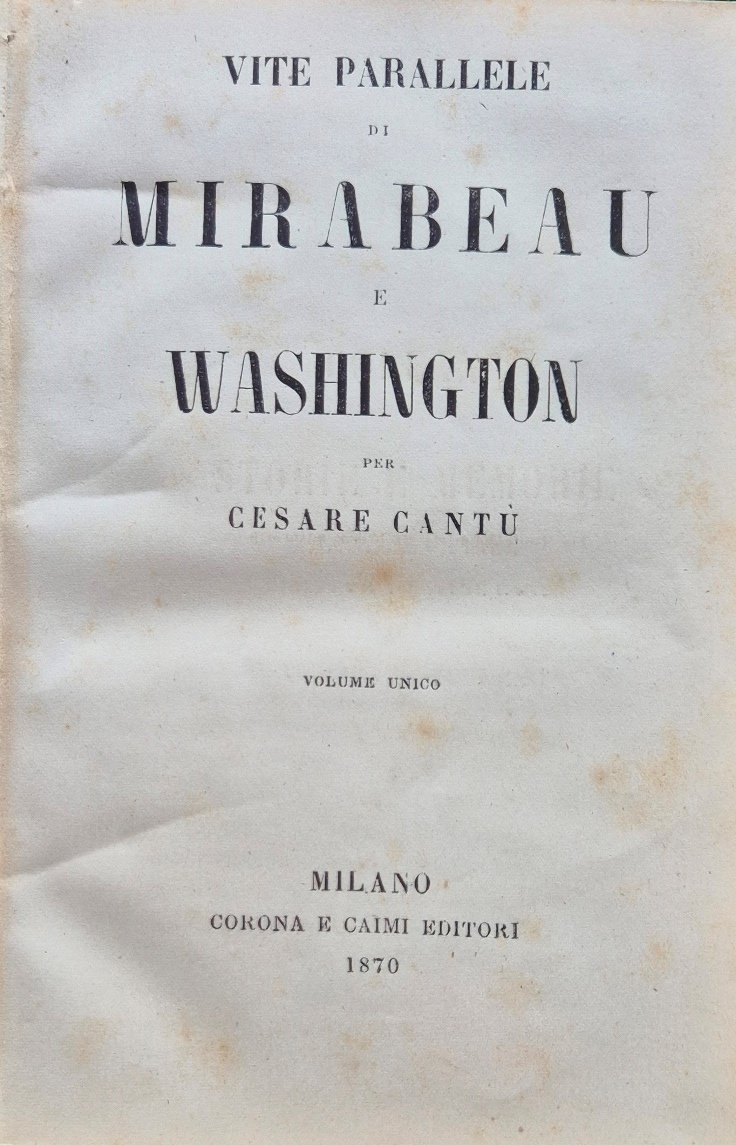 VITE PARALLELE
DI
MIRABEAU
E
WASHINGTON
PER
CESARE CANTÙ
VOLUME UNICO
MILANO
CORONA E CAIMI EDITORI
1870